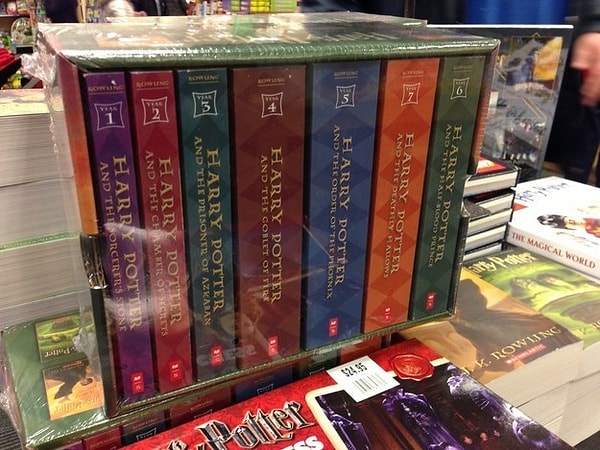 ROWLING
YEAR
1
HARRY POTTER
AND THE SORCERER'S STONE
ROWLING
YEAR
2
HARRY POTTER
AND THE CHAMBER OF SECRETS
ROWLING
YEAR
3
HARRY POTTER
AND THE PRISONER OF AZKABAN
ROWLING
YEAR
4
HARRY POTTER
AND THE GOBLET OF FIRE
ROWLING
YEAR
5
HARRY POTTER
AND THE ORDER OF THE PHOENIX
ROWLING
YEAR
7
HARRY POTTER
AND THE DEATHLY HALLOWS
ROWLING
YEAR
6
HARRY POTTER
AND THE HALF-BLOOD PRINCE
THE MAGICAL WORLD
J.K. ROWLING
$24.95
Harry Potter